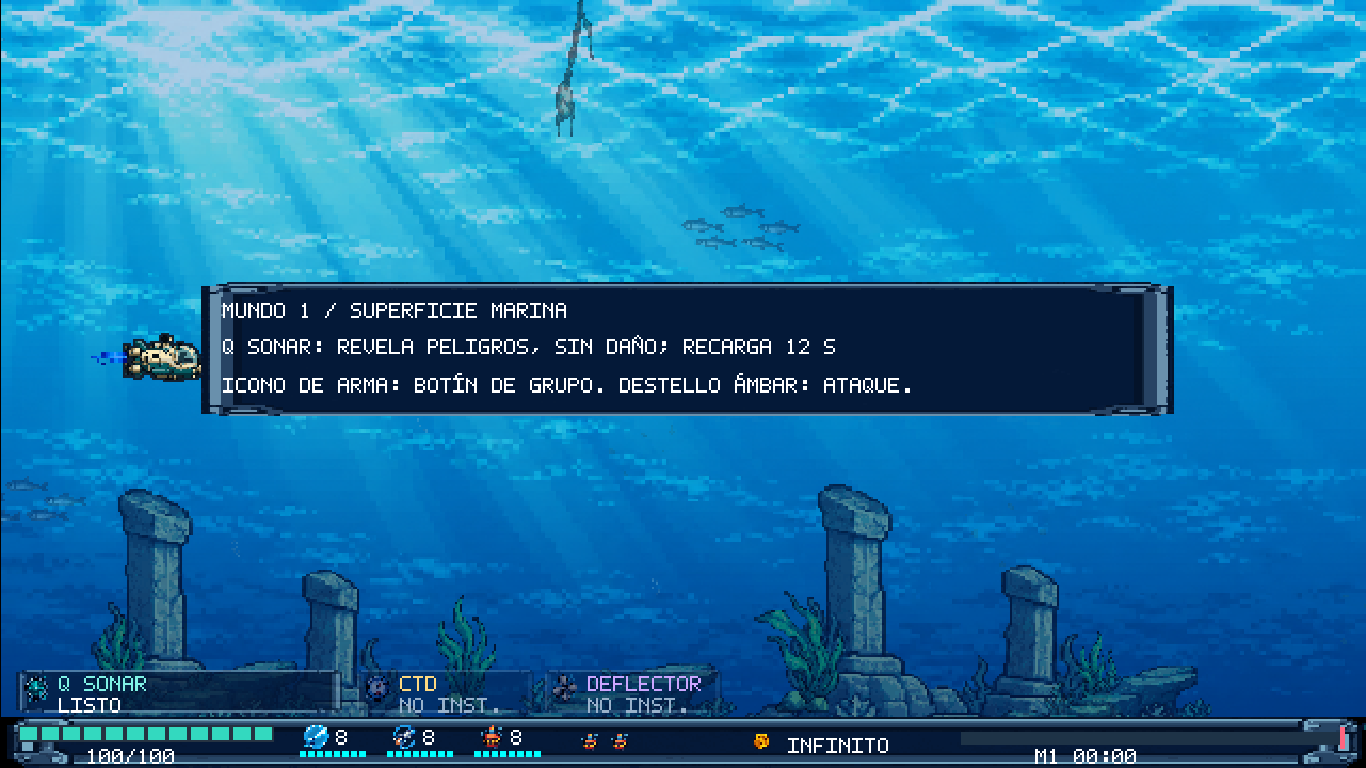 MUNDO 1 / SUPERFICIE MARINA
Q SONAR: REVELA PELIGROS, SIN DAÑO; RECARGA 12 S
ICONO DE ARMA: BOTÍN DE GRUPO. DESTELLO ÁMBAR: ATAQUE.
Q SONAR
LISTO
CTD
NO INST.
DEFLECTOR
NO INST.
100/100
8
8
8
INFINITO
M1 00:00